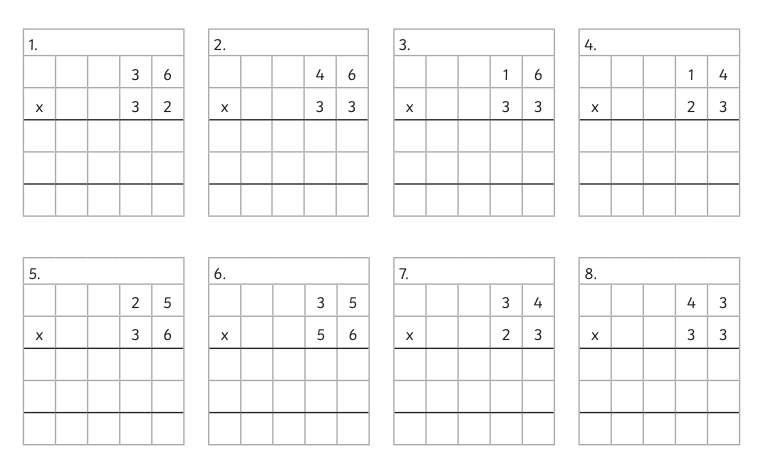 1. 2. 3. 4.
3 6 4 6 1 6 1 4
x 3 2 x 3 3 x 3 3 x 2 3
5. 6. 7. 8.
2 5 3 5 3 4 4 3
x 3 6 x 5 6 x 2 3 x 3 3